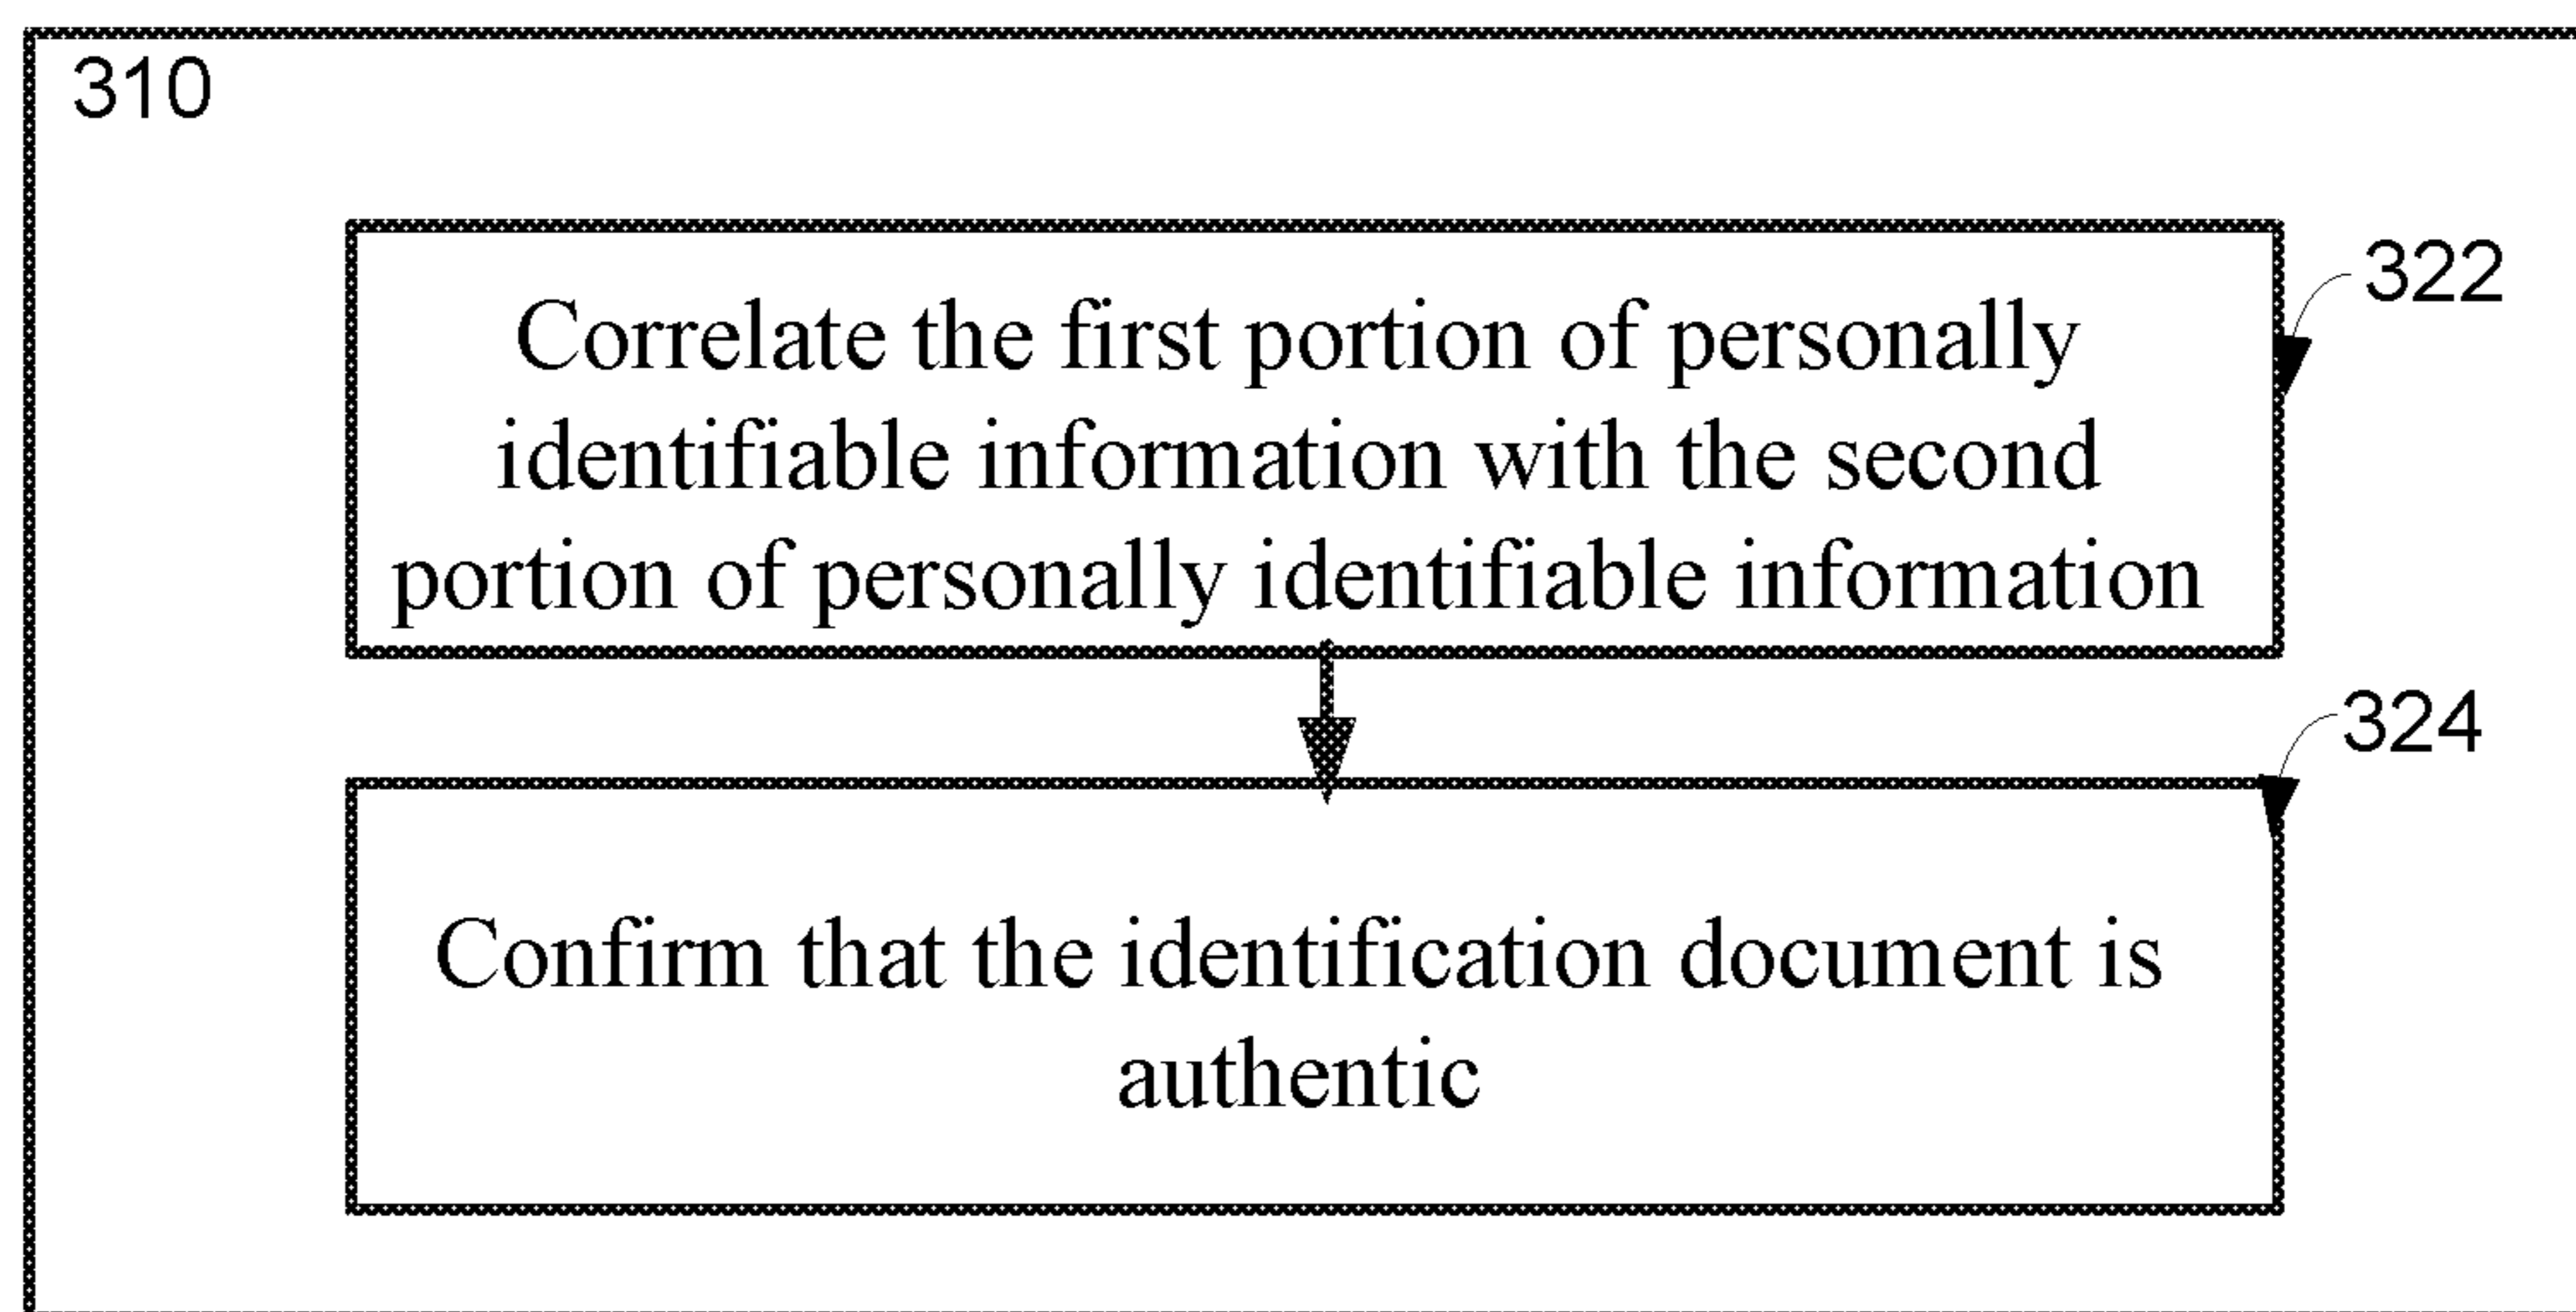 310
Correlate the first portion of personally
identifiable information with the second
portion of personally identifiable information
322
324
Confirm that the identification document is
authentic